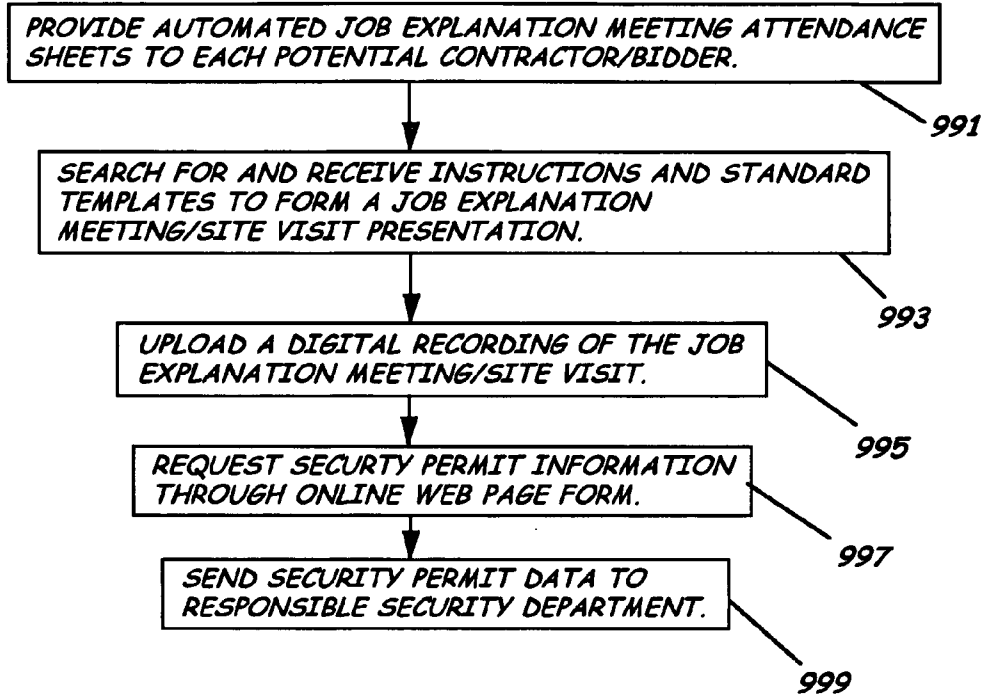 PROVIDE AUTOMATED JOB EXPLANATION MEETING ATTENDANCE
SHEETS TO EACH POTENTIAL CONTRACTOR/BIDDER.
991
SEARCH FOR AND RECEIVE INSTRUCTIONS AND STANDARD
TEMPLATES TO FORM A JOB EXPLANATION
MEETING/SITE VISIT PRESENTATION.
993
UPLOAD A DIGITAL RECORDING OF THE JOB
EXPLANATION MEETING/SITE VISIT.
995
REQUEST SECURTY PERMIT INFORMATION
THROUGH ONLINE WEB PAGE FORM.
997
SEND SECURITY PERMIT DATA TO
RESPONSIBLE SECURITY DEPARTMENT.
999